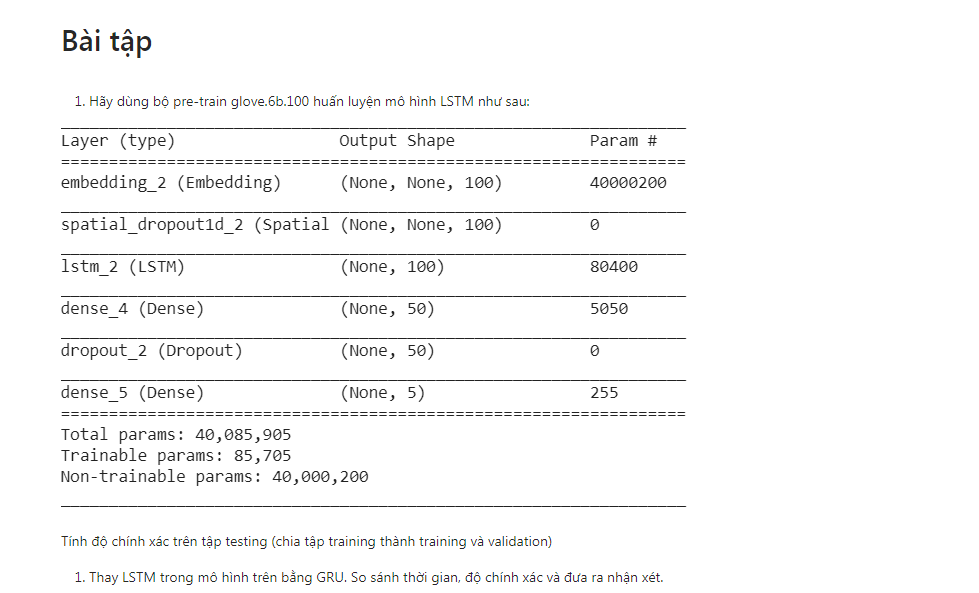 Bài tập
1. Hãy dùng bộ pre-train glove.6b.100 huấn luyện mô hình LSTM như sau:
_________________________________________________________________
Layer (type)                 Output Shape              Param #
=================================================================
embedding_2 (Embedding)      (None, None, 100)         40000200
_________________________________________________________________
spatial_dropout1d_2 (Spatial (None, None, 100)         0
_________________________________________________________________
lstm_2 (LSTM)                (None, 100)               80400
_________________________________________________________________
dense_4 (Dense)              (None, 50)                5050
_________________________________________________________________
dropout_2 (Dropout)          (None, 50)                0
_________________________________________________________________
dense_5 (Dense)              (None, 5)                 255
=================================================================
Total params: 40,085,905
Trainable params: 85,705
Non-trainable params: 40,000,200
_________________________________________________________________
Tính độ chính xác trên tập testing (chia tập training thành training và validation)
1. Thay LSTM trong mô hình trên bằng GRU. So sánh thời gian, độ chính xác và đưa ra nhận xét.